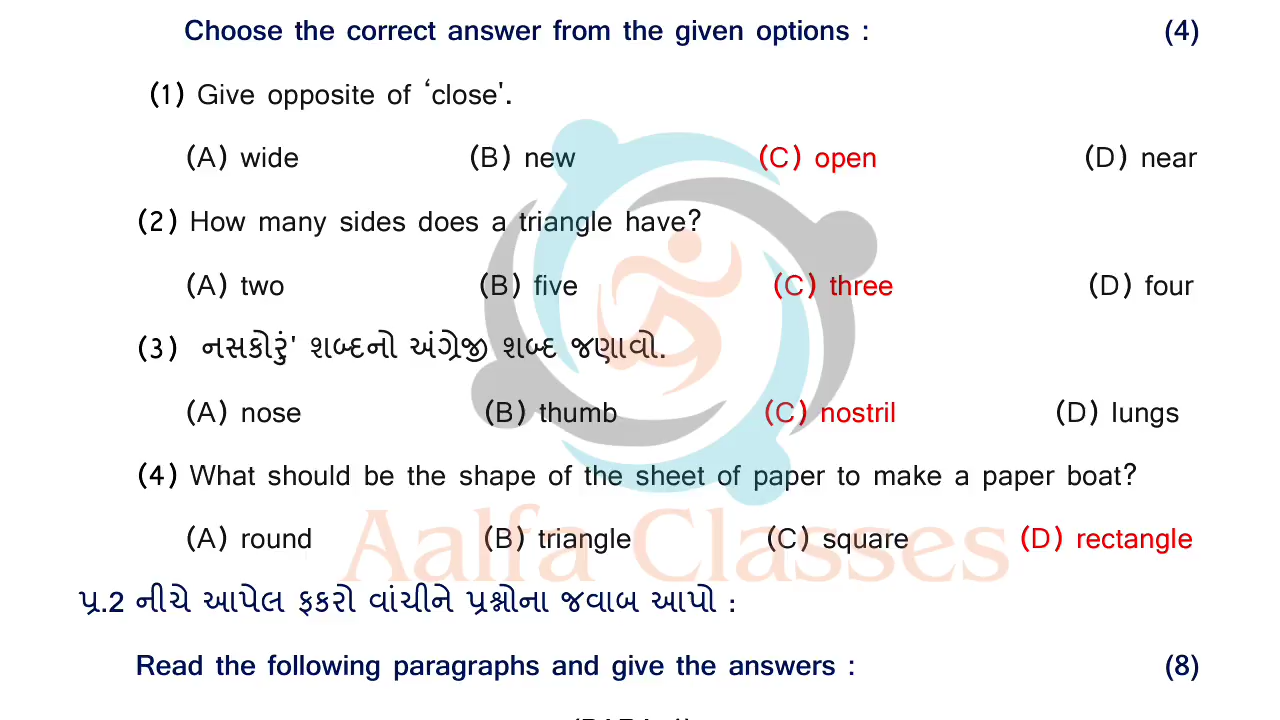 Choose the correct answer from the given options : (4)
(1) Give opposite of ‘close'.
(A) wide (B) new (C) open (D) near
(2) How many sides does a triangle have?
(A) two (B) five (C) three (D) four
(3) નસકોરું' શબ્દનો અંગ્રેજી શબ્દ જણાવો.
(A) nose (B) thumb (C) nostril (D) lungs
(4) What should be the shape of the sheet of paper to make a paper boat?
(A) round (B) triangle (C) square (D) rectangle
Aalfa Classes
પ્ર.2 નીચે આપેલ ફકરો વાંચીને પ્રશ્નોના જવાબ આપો :
Read the following paragraphs and give the answers : (8)